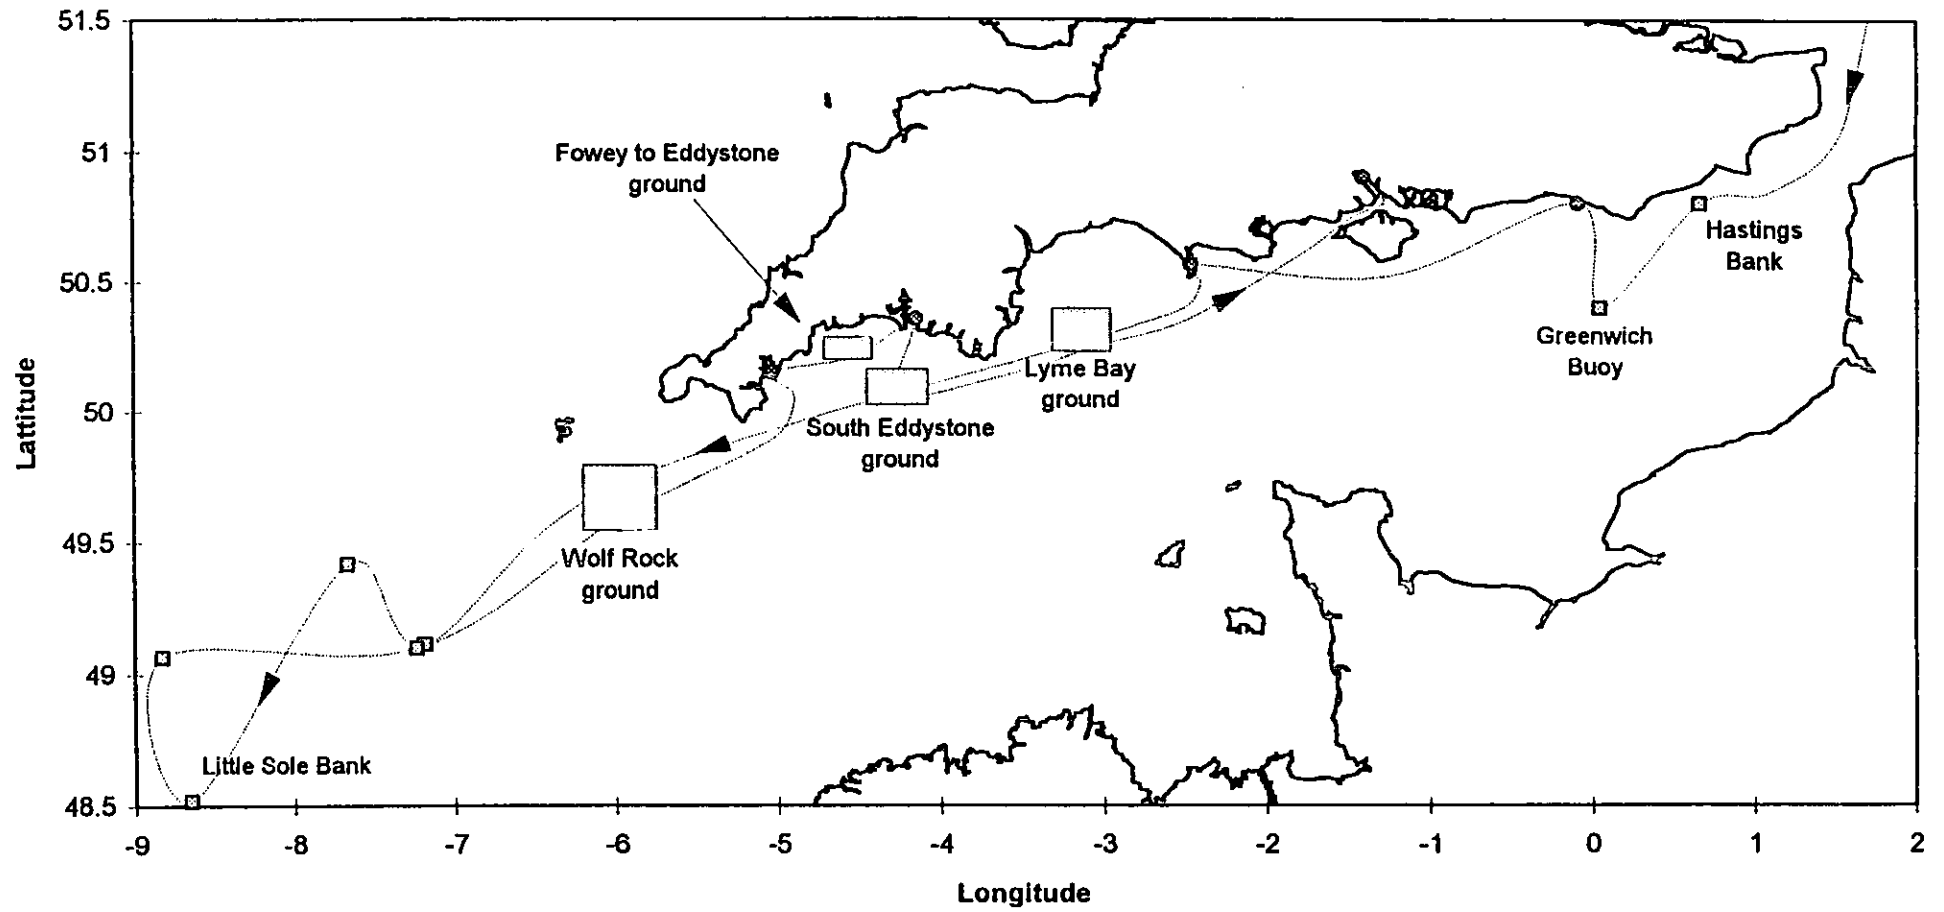 51.5
51
50.5
50
49.5
49
48.5
Lattitude
Fowey to Eddystone
ground
Hastings
Bank
Greenwich
Buoy
Lyme Bay
ground
South Eddystone
ground
Wolf Rock
ground
Little Sole Bank
-9 -8 -7 -6 -5 -4 -3 -2 -1 0 1 2
Longitude